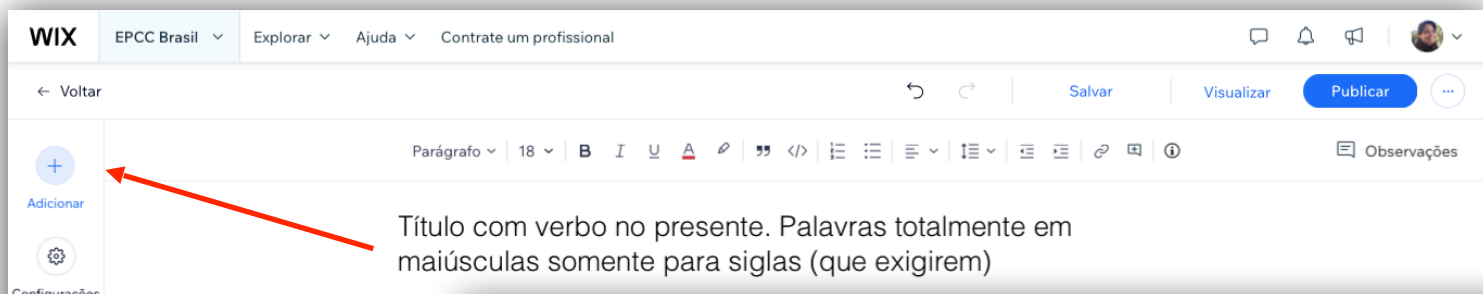 WIX EPCC Brasil Explorar Ajuda Contrate um profissional
Voltar Salvar Visualizar Publicar
Parágrafo 18 B I U A Observações
Adicionar
Título com verbo no presente. Palavras totalmente em
maiúsculas somente para siglas (que exigirem)
Configurações